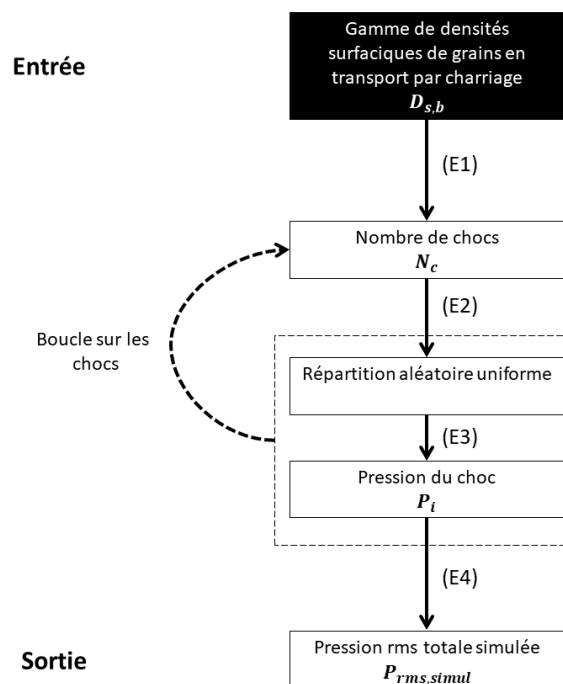 Entrée
Gamme de densités
surfaciques de grains en
transport par charriage
D_{s,b}
(E1)
Nombre de chocs
N_c
(E2)
Boucle sur les
chocs
Répartition aléatoire uniforme
(E3)
Pression du choc
P_i
(E4)
Sortie
Pression rms totale simulée
P_{rms,simul}